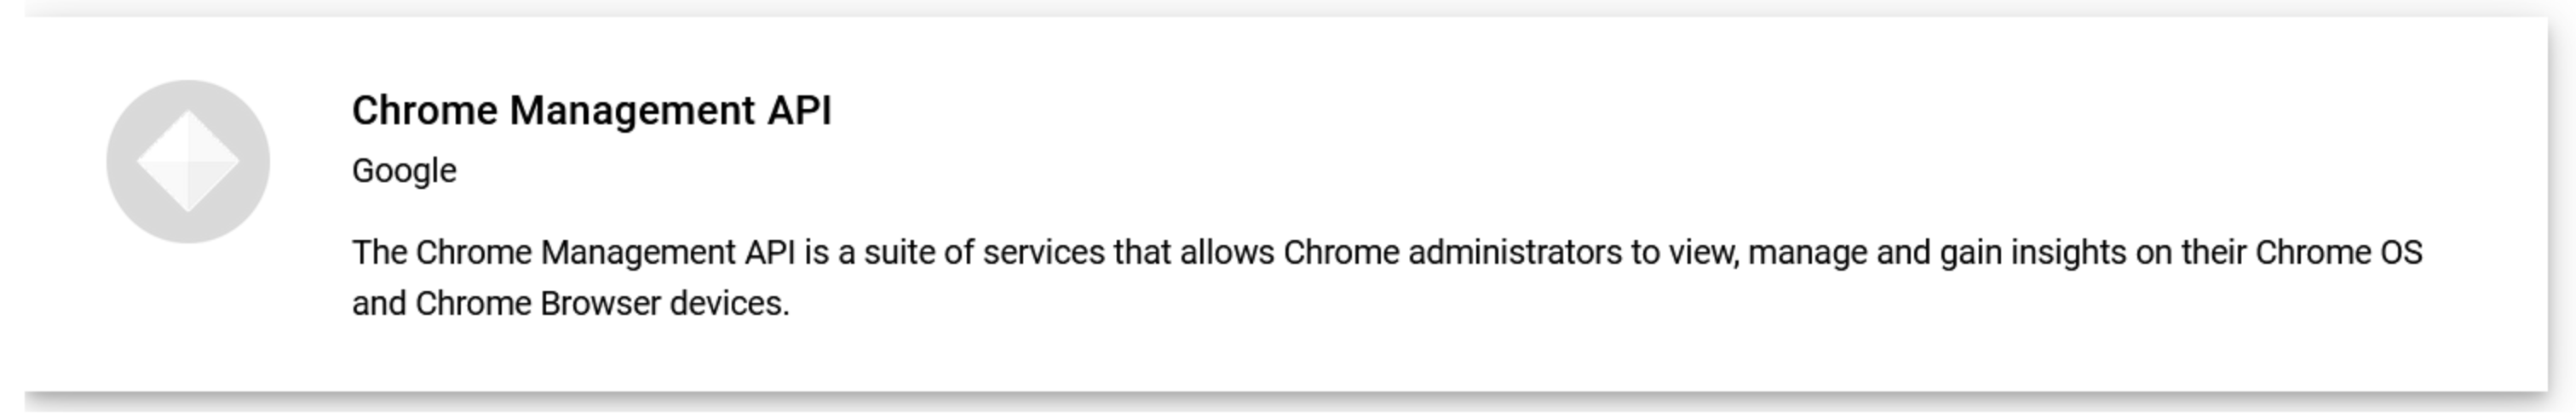 Chrome Management API
Google
The Chrome Management API is a suite of services that allows Chrome administrators to view, manage and gain insights on their Chrome OS
and Chrome Browser devices.